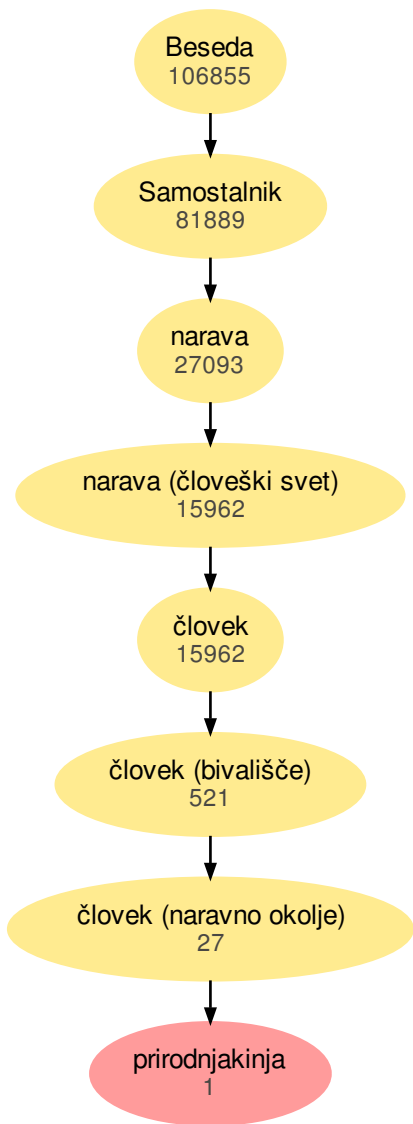 Beseda
106855
Samostalnik
81889
narava
27093
narava (človeški svet)
15962
človek
15962
človek (bivališče)
521
človek (naravno okolje)
27
prirodnjakinja
1